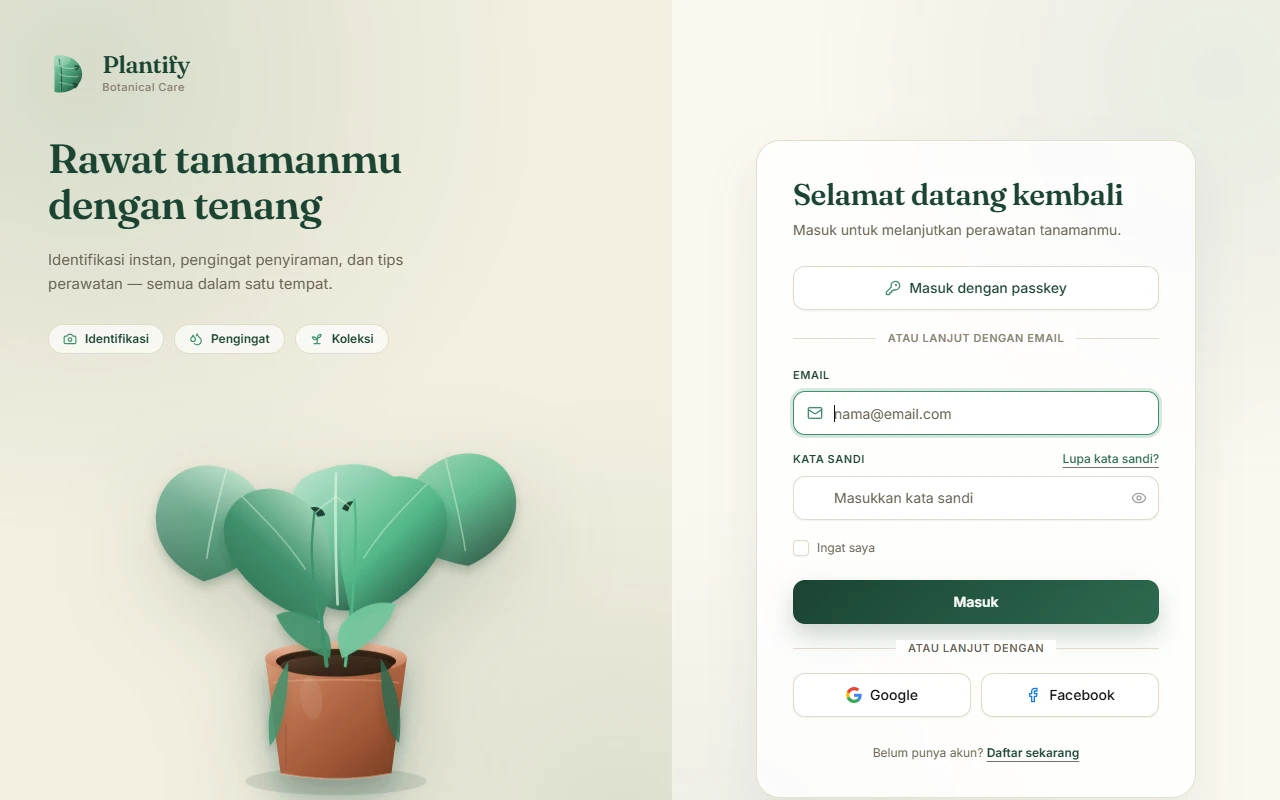 Plantify
Botanical Care
Rawat tanamanmu
dengan tenang
Identifikasi instan, pengingat penyiraman, dan tips
perawatan — semua dalam satu tempat.
Identifikasi
Pengingat
Koleksi
Selamat datang kembali
Masuk untuk melanjutkan perawatan tanamanmu.
Masuk dengan passkey
ATAU LANJUT DENGAN EMAIL
EMAIL
nama@email.com
KATA SANDI
Lupa kata sandi?
Masukkan kata sandi
Ingat saya
Masuk
ATAU LANJUT DENGAN
Google
Facebook
Belum punya akun? Daftar sekarang